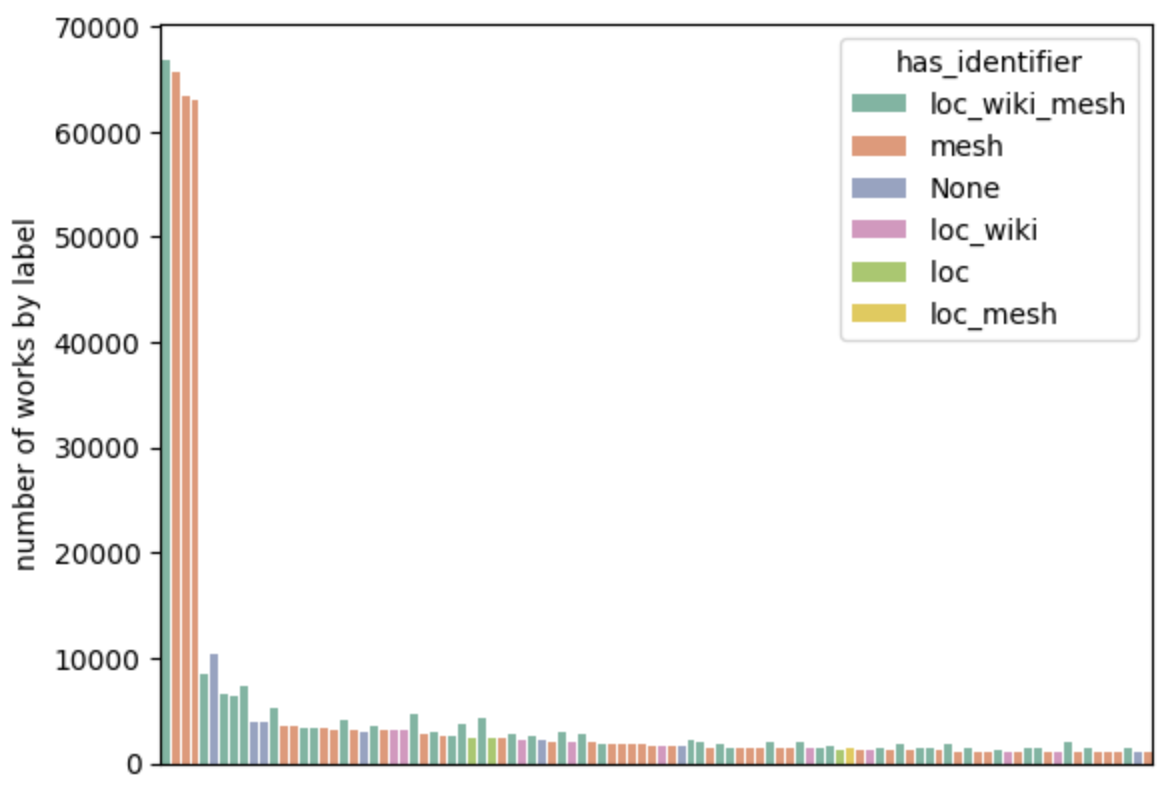 70000
60000
50000
40000
30000
20000
10000
0
number of works by label
has_identifier
loc_wiki_mesh
mesh
None
loc_wiki
loc
loc_mesh